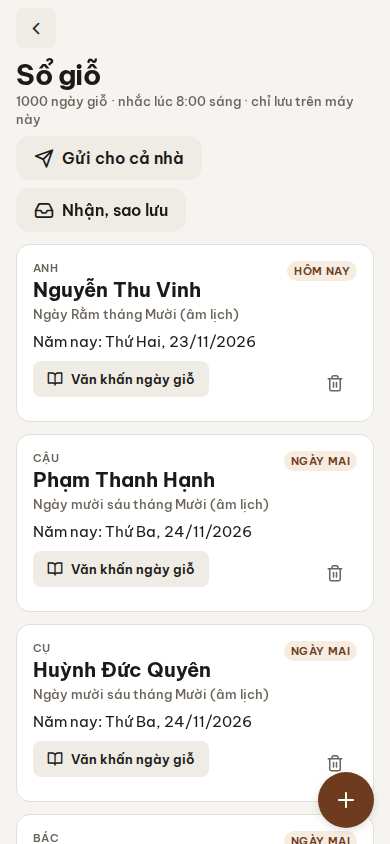 Sổ giỗ
1000 ngày giỗ · nhắc lúc 8:00 sáng · chỉ lưu trên máy
này
Gửi cho cả nhà
Nhận, sao lưu
ANH
HÔM NAY
Nguyễn Thu Vinh
Ngày Rằm tháng Mười (âm lịch)
Năm nay: Thứ Hai, 23/11/2026
Văn khấn ngày giỗ
CẬU
NGÀY MAI
Phạm Thanh Hạnh
Ngày mười sáu tháng Mười (âm lịch)
Năm nay: Thứ Ba, 24/11/2026
Văn khấn ngày giỗ
CỤ
NGÀY MAI
Huỳnh Đức Quyên
Ngày mười sáu tháng Mười (âm lịch)
Năm nay: Thứ Ba, 24/11/2026
Văn khấn ngày giỗ
BÁC
NGÀY MAI